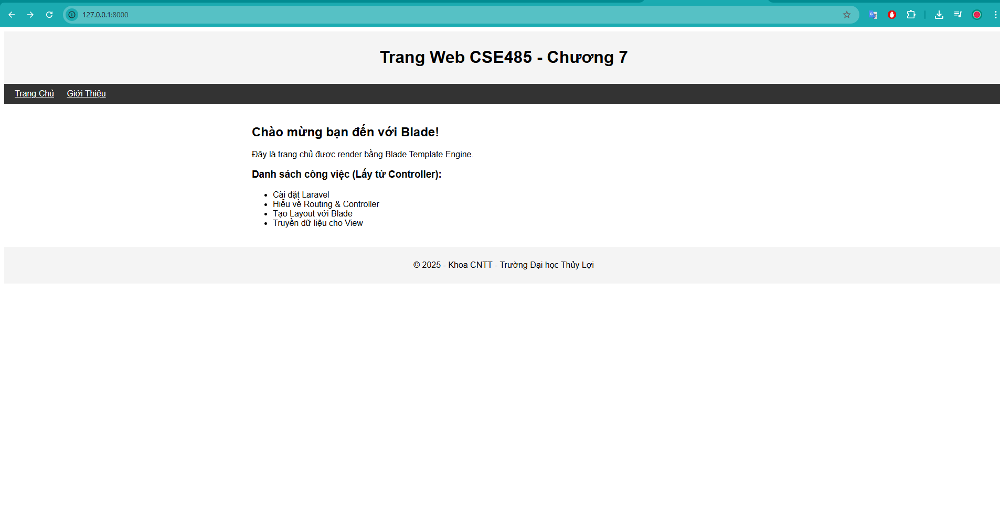 127.0.0.1:8000
Trang Web CSE485 - Chương 7
Trang Chủ Giới Thiệu
Chào mừng bạn đến với Blade!
Đây là trang chủ được render bằng Blade Template Engine.
Danh sách công việc (Lấy từ Controller):
• Cài đặt Laravel
• Hiểu về Routing & Controller
• Tạo Layout với Blade
• Truyền dữ liệu cho View
© 2025 - Khoa CNTT - Trường Đại học Thủy Lợi